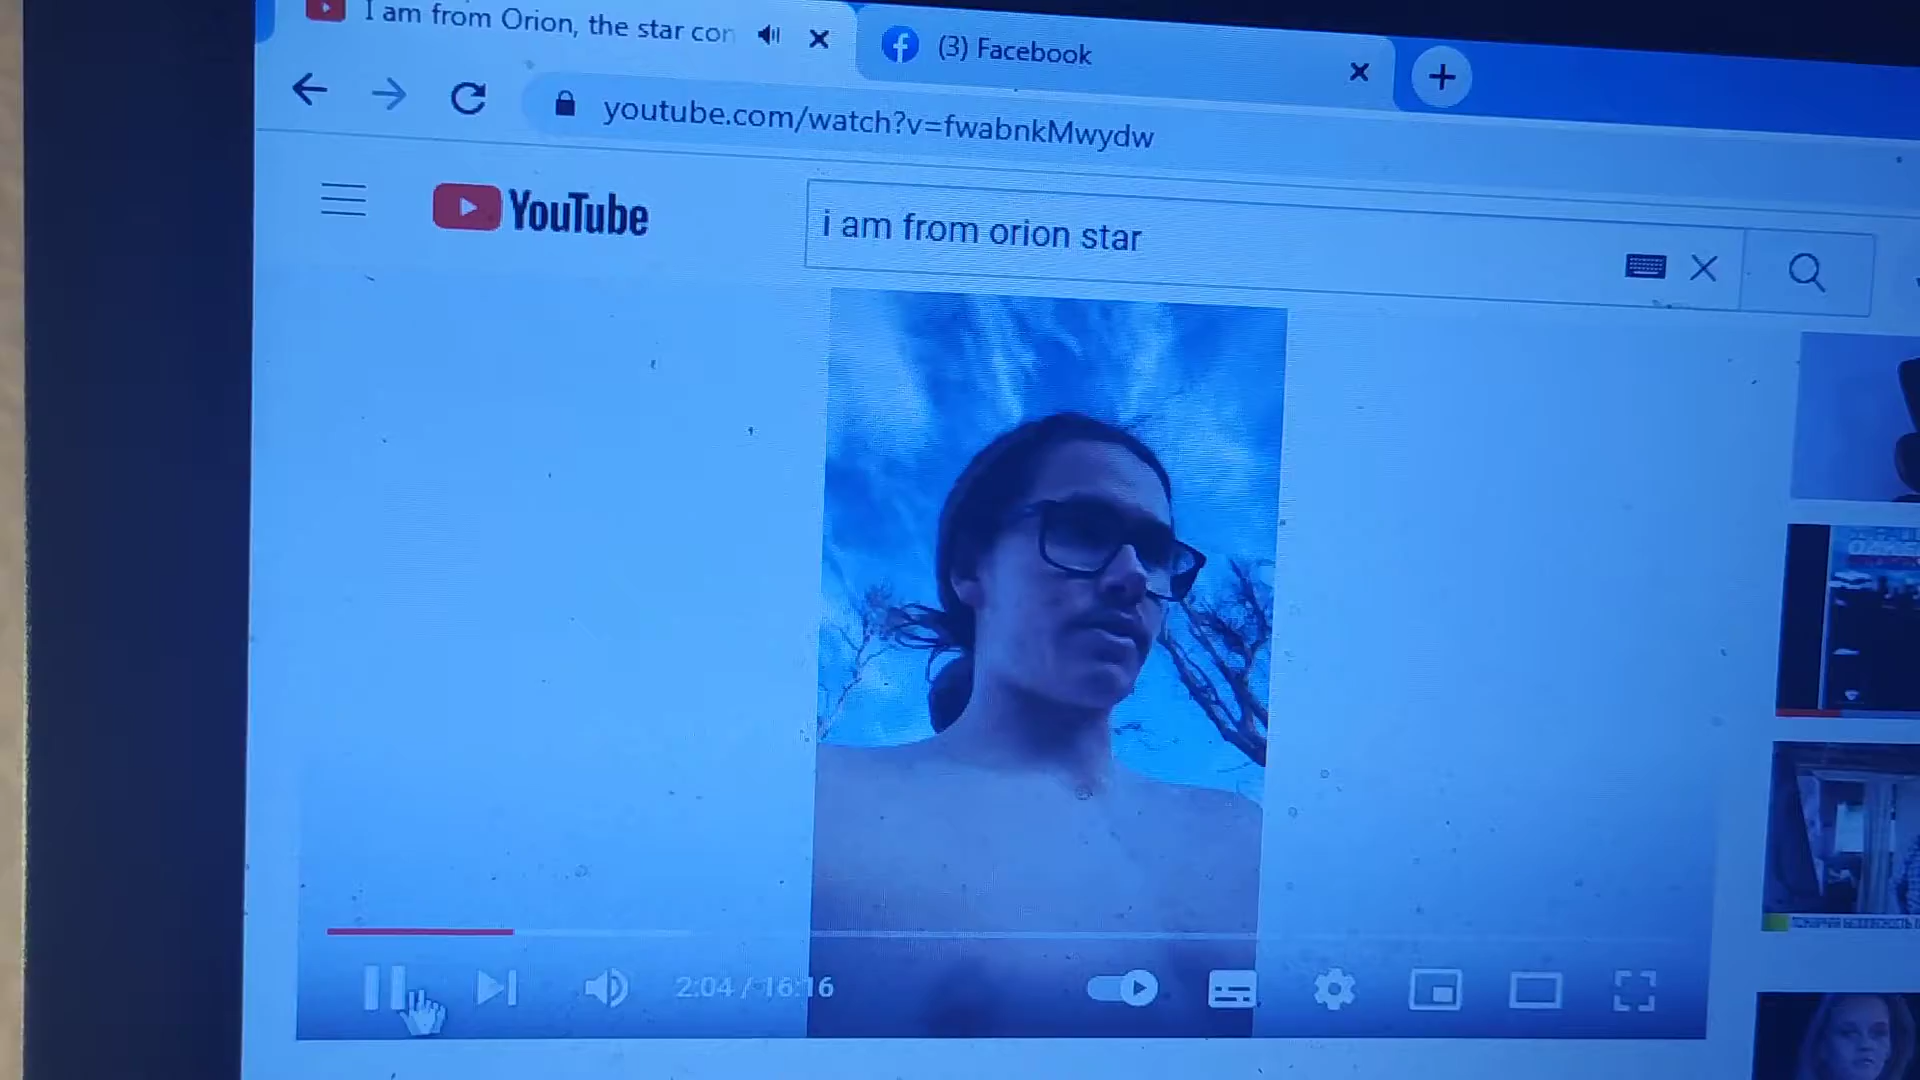 I am from Orion, the star con
(3) Facebook
youtube.com/watch?v=fwabnkMwydw
YouTube
i am from orion star
2:04 / 16:16